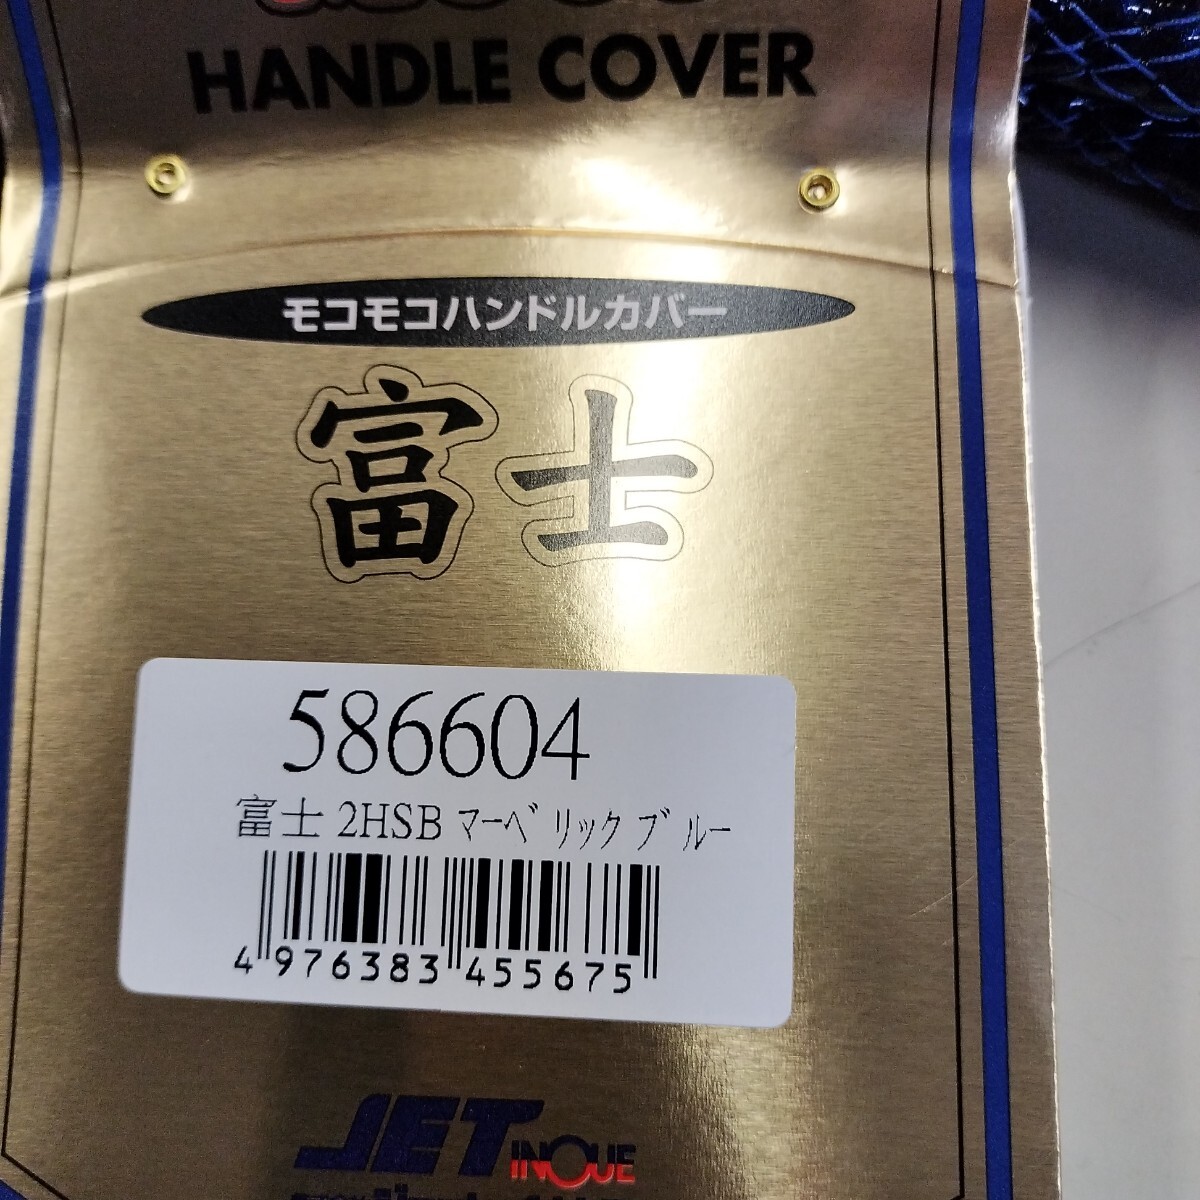 HANDLE COVER
モコモコハンドルカバー
富士
586604
富士 2HSB ﾏｰﾍﾞﾘｯｸﾌﾞﾙｰ
4 976383 455675
JET INOUE